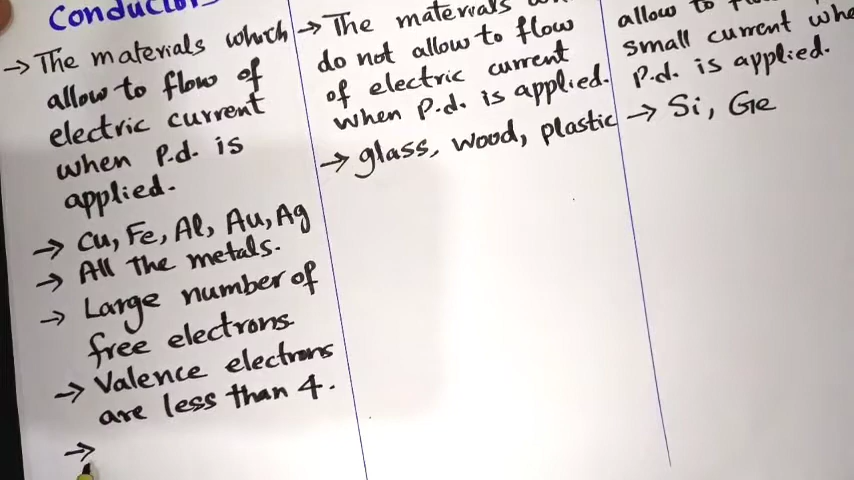 Conductors
→ The materials which
allow to flow of
electric current
when P.d. is
applied.
→ Cu, Fe, Al, Au, Ag
→ All The metals.
→ Large number of
free electrons.
→ Valence electrons
are less than 4.
→
→ The materials
do not allow to flow
of electric current
when P.d. is applied.
→ glass, wood, plastic
allow to
small current
P.d. is applied.
→ Si, Ge